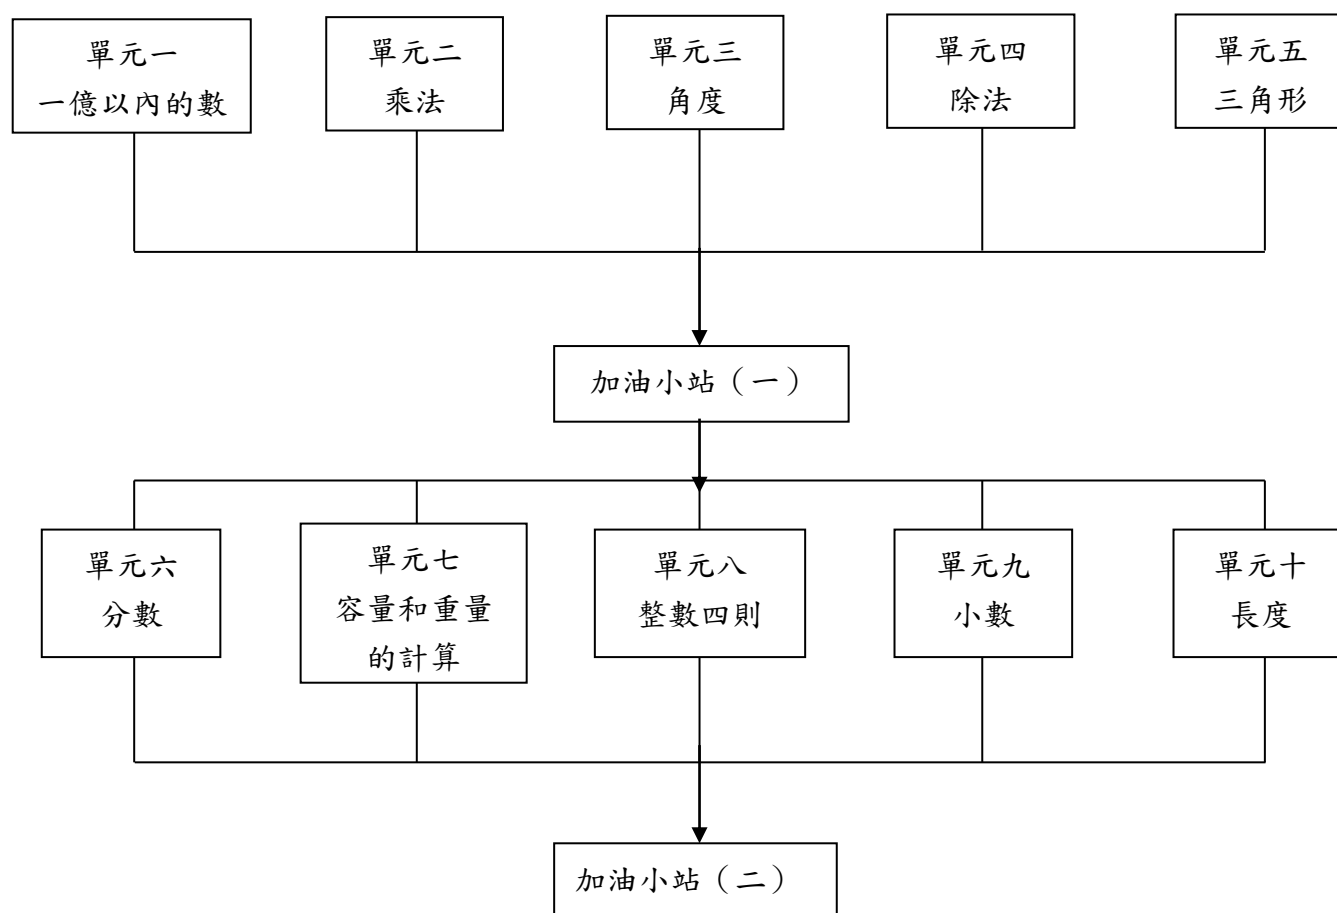 單元一
一億以內的數
單元二
乘法
單元三
角度
單元四
除法
單元五
三角形
加油小站（一）
單元六
分數
單元七
容量和重量
的計算
單元八
整數四則
單元九
小數
單元十
長度
加油小站（二）